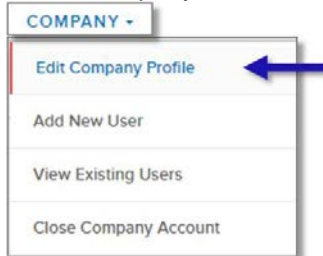 COMPANY
Edit Company Profile
Add New User
View Existing Users
Close Company Account